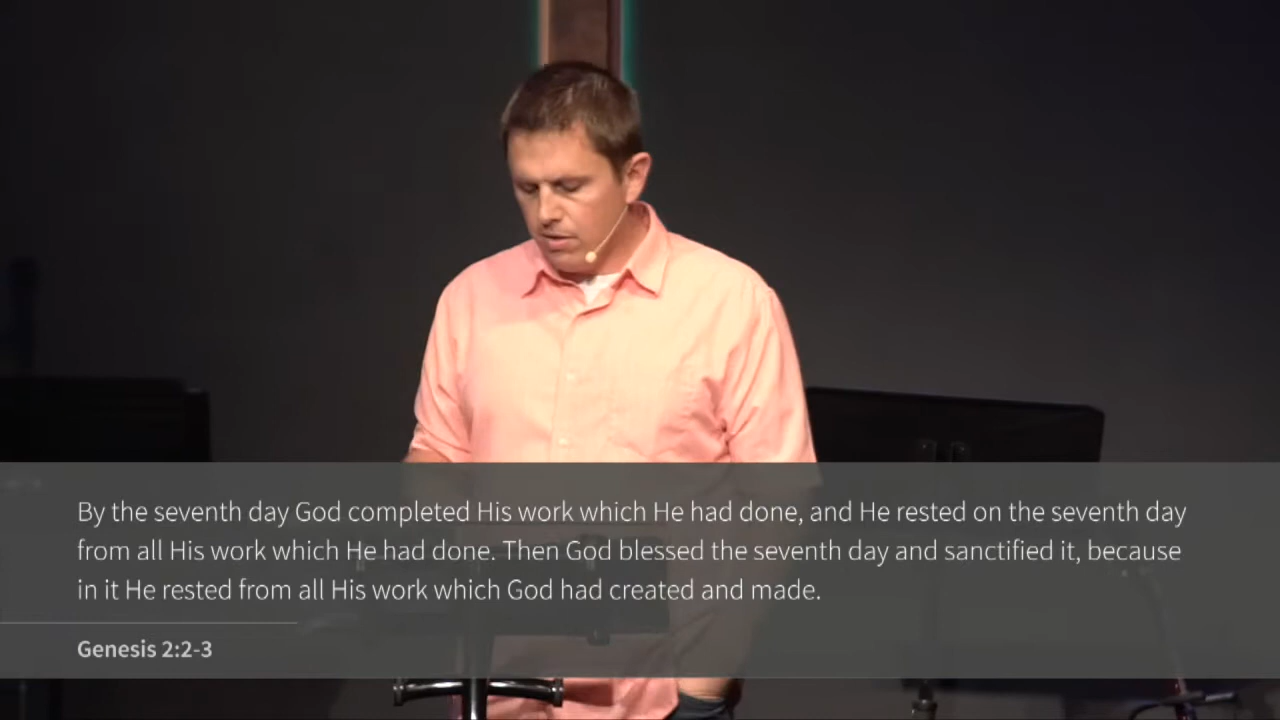 By the seventh day God completed His work which He had done, and He rested on the seventh day
from all His work which He had done. Then God blessed the seventh day and sanctified it, because
in it He rested from all His work which God had created and made.
Genesis 2:2-3